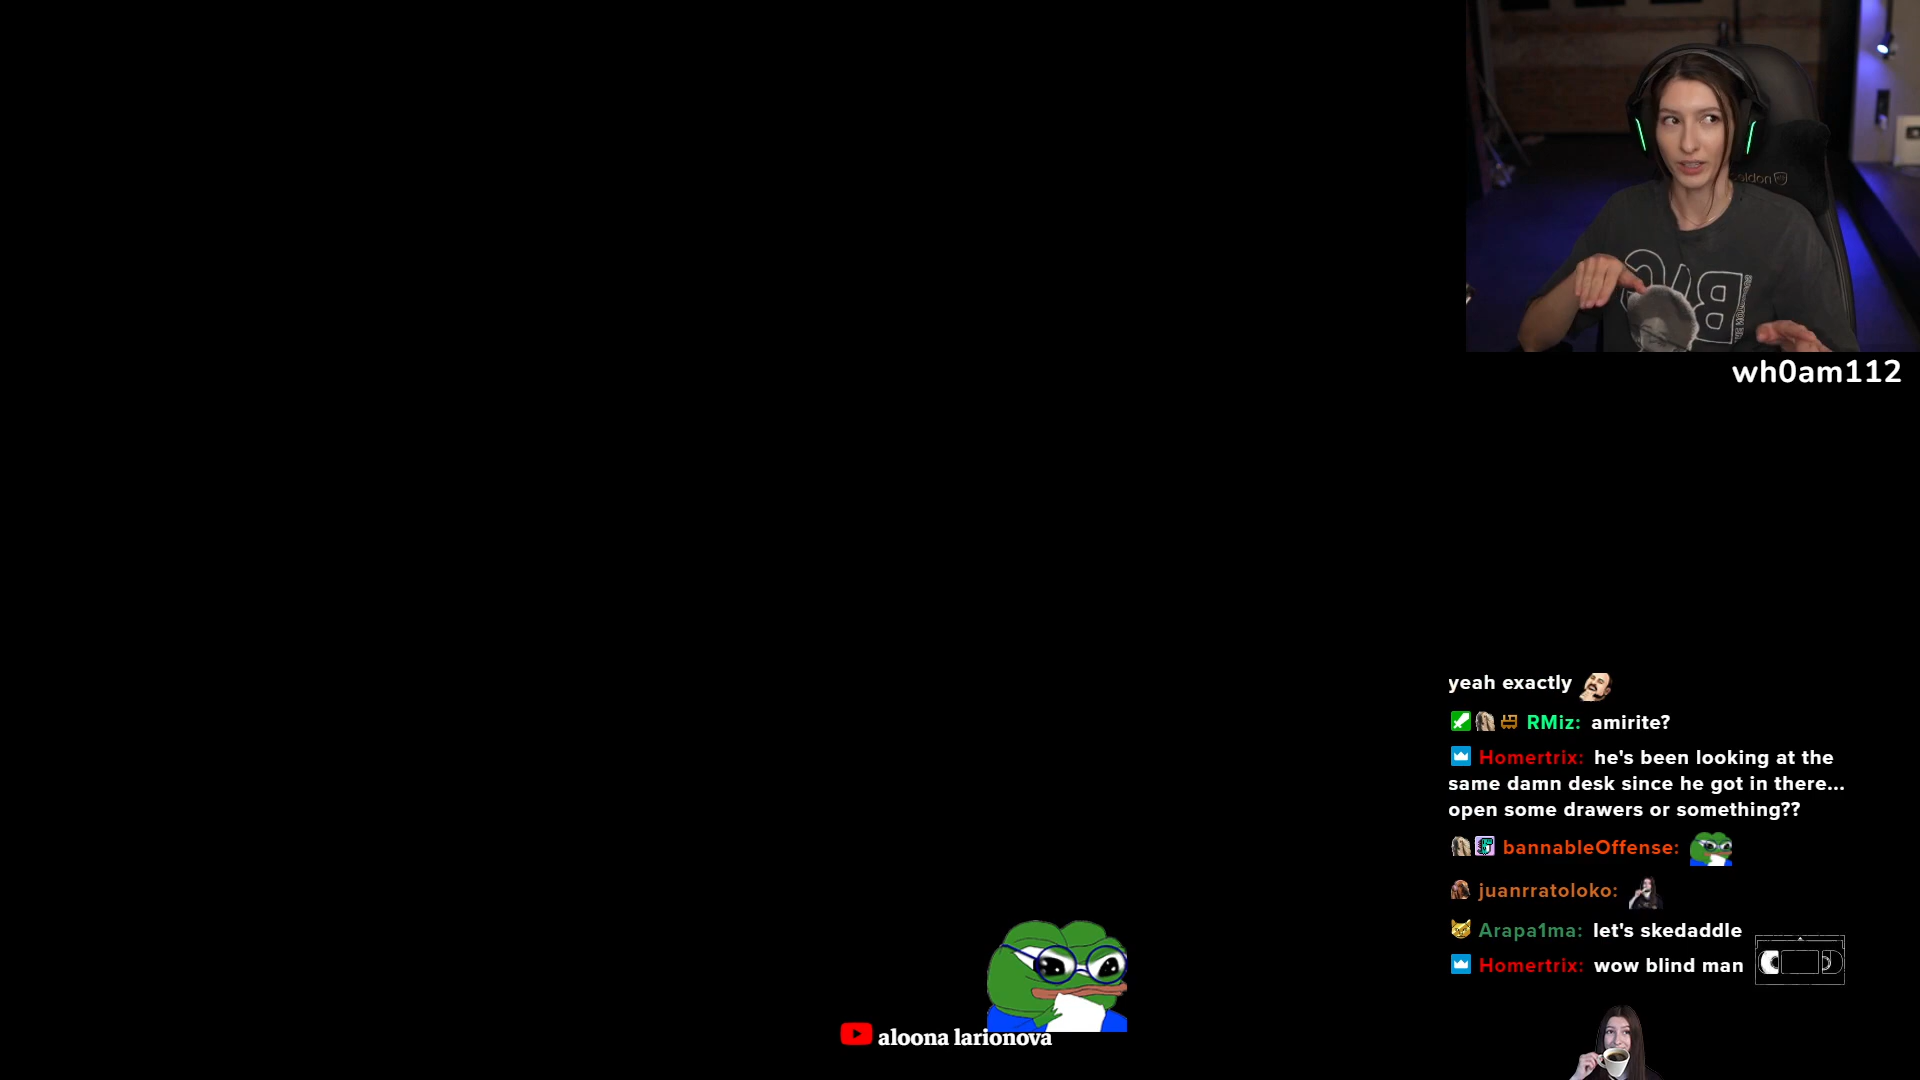 wh0am112
yeah exactly
RMiz: amirite?
Homertrix: he's been looking at the
same damn desk since he got in there...
open some drawers or something??
bannableOffense:
juanrratoloko:
Arapa1ma: let's skedaddle
Homertrix: wow blind man
aloona larionova